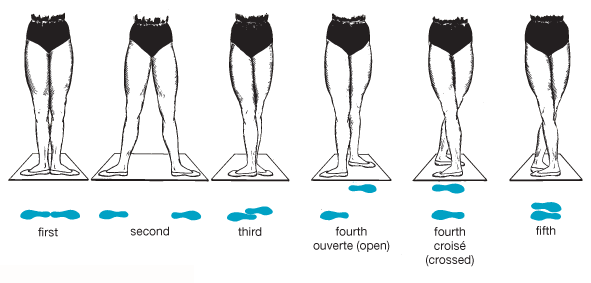 first
second
third
fourth
ouverte (open)
fourth
croisé
(crossed)
fifth